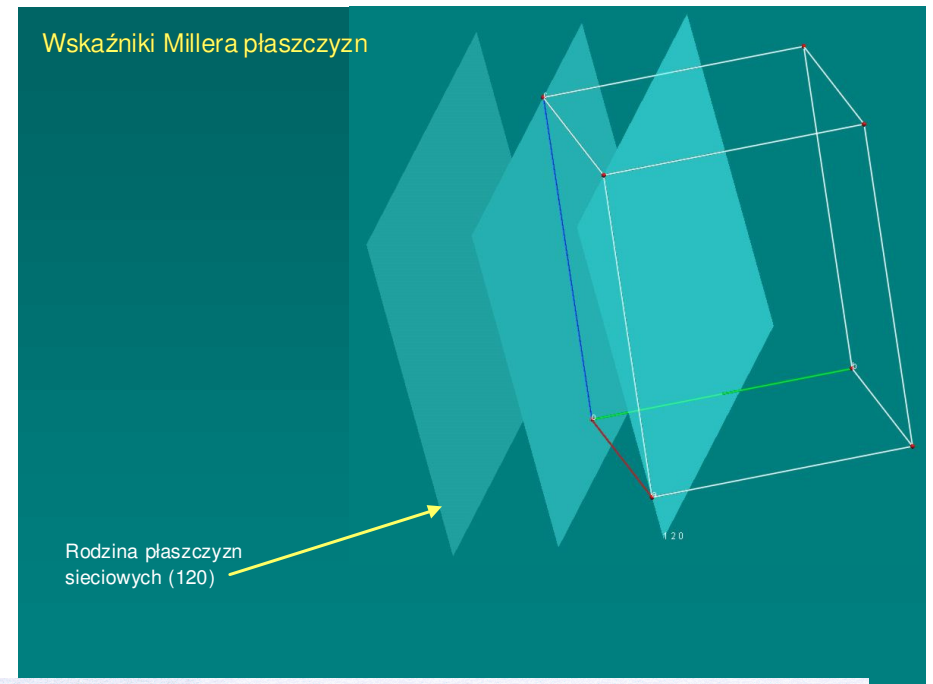 Wskaźniki Millera płaszczyzn
1 2 0
Rodzina płaszczyzn
sieciowych (120)